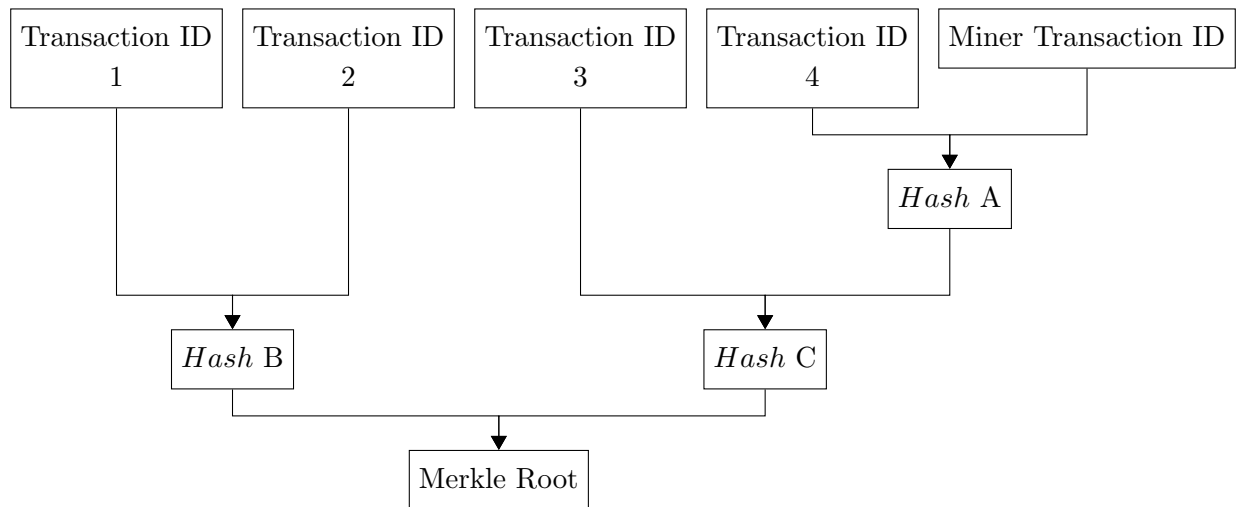 Transaction ID
1
Transaction ID
2
Transaction ID
3
Transaction ID
4
Miner Transaction ID
Hash A
Hash B
Hash C
Merkle Root